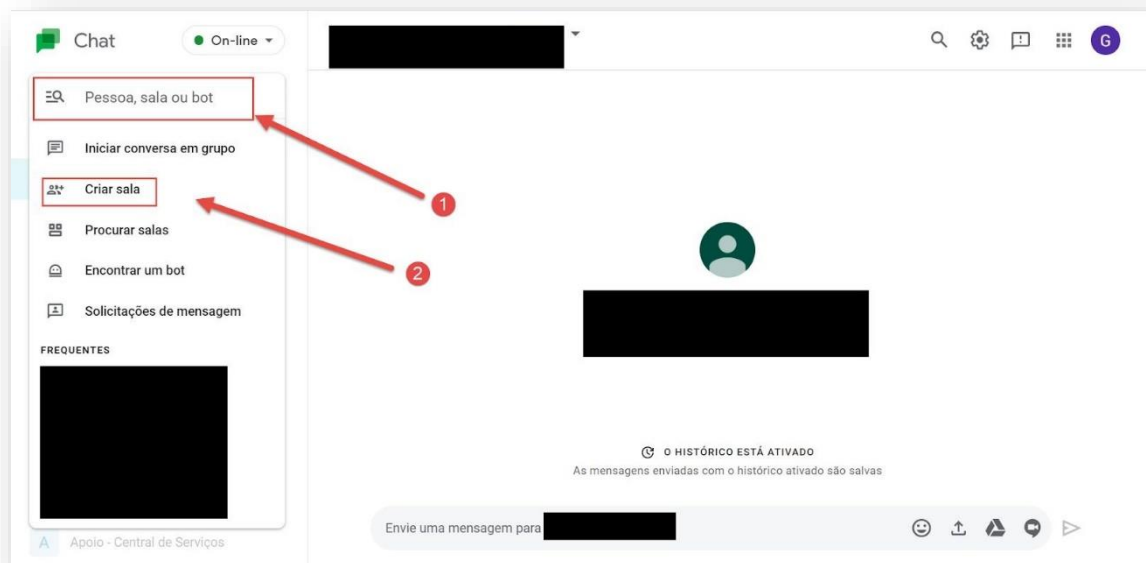 Chat
On-line
G
Pessoa, sala ou bot
Iniciar conversa em grupo
1
Criar sala
Procurar salas
2
Encontrar um bot
Solicitações de mensagem
FREQUENTES
O HISTÓRICO ESTÁ ATIVADO
As mensagens enviadas com o histórico ativado são salvas
Envie uma mensagem para
A Apoio - Central de Serviços